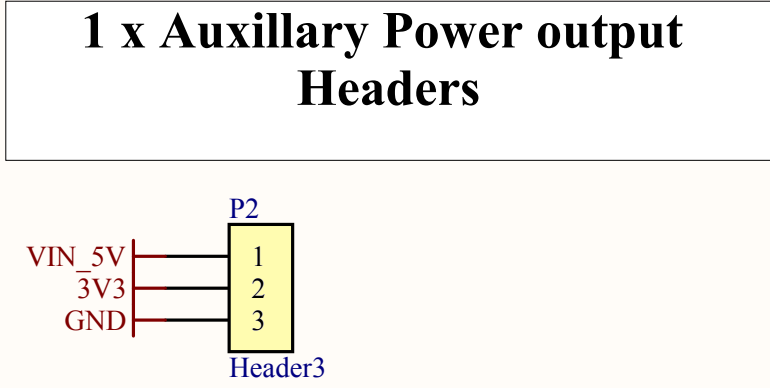 1 x Auxillary Power output
Headers
P2
VIN_5V 1
3V3 2
GND 3
Header3